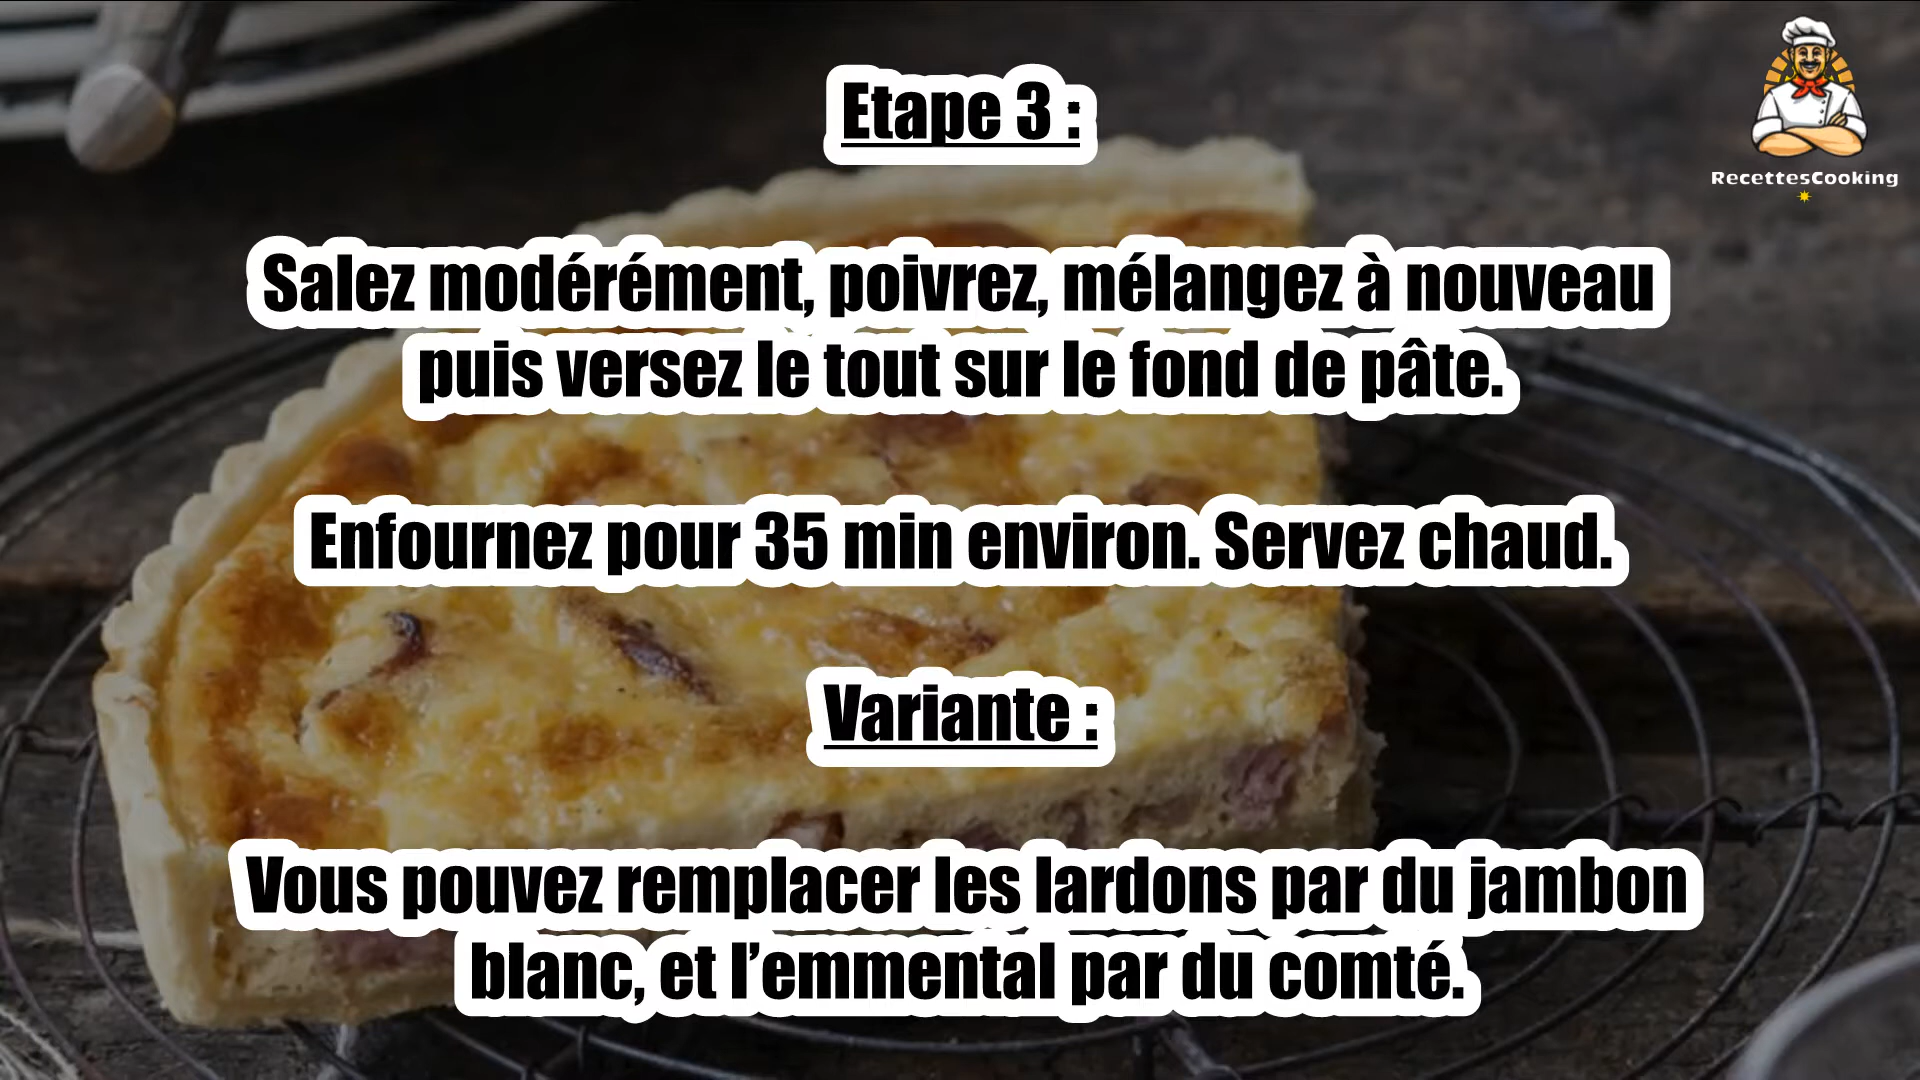 Etape 3 :
RecettesCooking
Salez modérément, poivrez, mélangez à nouveau
puis versez le tout sur le fond de pâte.
Enfournez pour 35 min environ. Servez chaud.
Variante :
Vous pouvez remplacer les lardons par du jambon
blanc, et l’emmental par du comté.